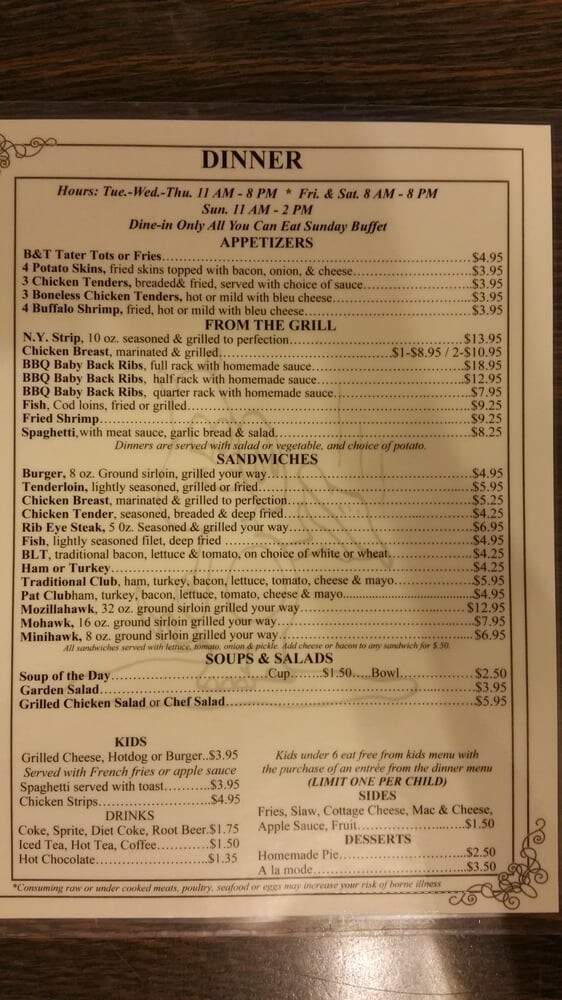 DINNER
Hours: Tue.-Wed.-Thu. 11 AM - 8 PM * Fri. & Sat. 8 AM - 8 PM
Sun. 11 AM - 2 PM
Dine-in Only All You Can Eat Sunday Buffet
APPETIZERS
B&T Tater Tots or Fries...$4.95
4 Potato Skins, fried skins topped with bacon, onion, & cheese...$3.95
3 Chicken Tenders, breaded& fried, served with choice of sauce...$3.95
3 Boneless Chicken Tenders, hot or mild with bleu cheese...$3.95
4 Buffalo Shrimp, fried, hot or mild with bleu cheese...$3.95
FROM THE GRILL
N.Y. Strip, 10 oz. seasoned & grilled to perfection...$13.95
Chicken Breast, marinated & grilled...$1-$8.95 / 2-$10.95
BBQ Baby Back Ribs, full rack with homemade sauce...$18.95
BBQ Baby Back Ribs, half rack with homemade sauce...$12.95
BBQ Baby Back Ribs, quarter rack with homemade sauce...$7.95
Fish, Cod loins, fried or grilled...$9.25
Fried Shrimp...$9.25
Spaghetti, with meat sauce, garlic bread & salad...$8.25
Dinners are served with salad or vegetable, and choice of potato.
SANDWICHES
Burger, 8 oz. Ground sirloin, grilled your way...$4.95
Tenderloin, lightly seasoned, grilled or fried...$5.95
Chicken Breast, marinated & grilled to perfection...$5.25
Chicken Tender, seasoned, breaded & deep fried...$4.25
Rib Eye Steak, 5 0z. Seasoned & grilled your way...$6.95
Fish, lightly seasoned filet, deep fried ...$4.95
BLT, traditional bacon, lettuce & tomato, on choice of white or wheat...$4.25
Ham or Turkey...$4.25
Traditional Club, ham, turkey, bacon, lettuce, tomato, cheese & mayo...$5.95
Pat Clubham, turkey, bacon, lettuce, tomato, cheese & mayo...$4.95
Mozillahawk, 32 oz. ground sirloin grilled your way...$12.95
Mohawk, 16 oz. ground sirloin grilled your way...$7.95
Minihawk, 8 oz. ground sirloin grilled your way...$6.95
All sandwiches served with lettuce, tomato, onion & pickle. Add cheese or bacon to any sandwich for $.50.
SOUPS & SALADS
Soup of the Day...Cup...$1.50...Bowl...$2.50
Garden Salad...$3.95
Grilled Chicken Salad or Chef Salad...$5.95
KIDS
Grilled Cheese, Hotdog or Burger..$3.95
Served with French fries or apple sauce
Spaghetti served with toast...$3.95
Chicken Strips...$4.95
DRINKS
Coke, Sprite, Diet Coke, Root Beer.$1.75
Iced Tea, Hot Tea, Coffee...$1.50
Hot Chocolate...$1.35
Kids under 6 eat free from kids menu with
the purchase of an entrée from the dinner menu
(LIMIT ONE PER CHILD)
SIDES
Fries, Slaw, Cottage Cheese, Mac & Cheese,
Apple Sauce, Fruit...$1.50
DESSERTS
Homemade Pie...$2.50
A la mode...$3.50
*Consuming raw or under cooked meats, poultry, seafood or eggs may increase your risk of borne illness